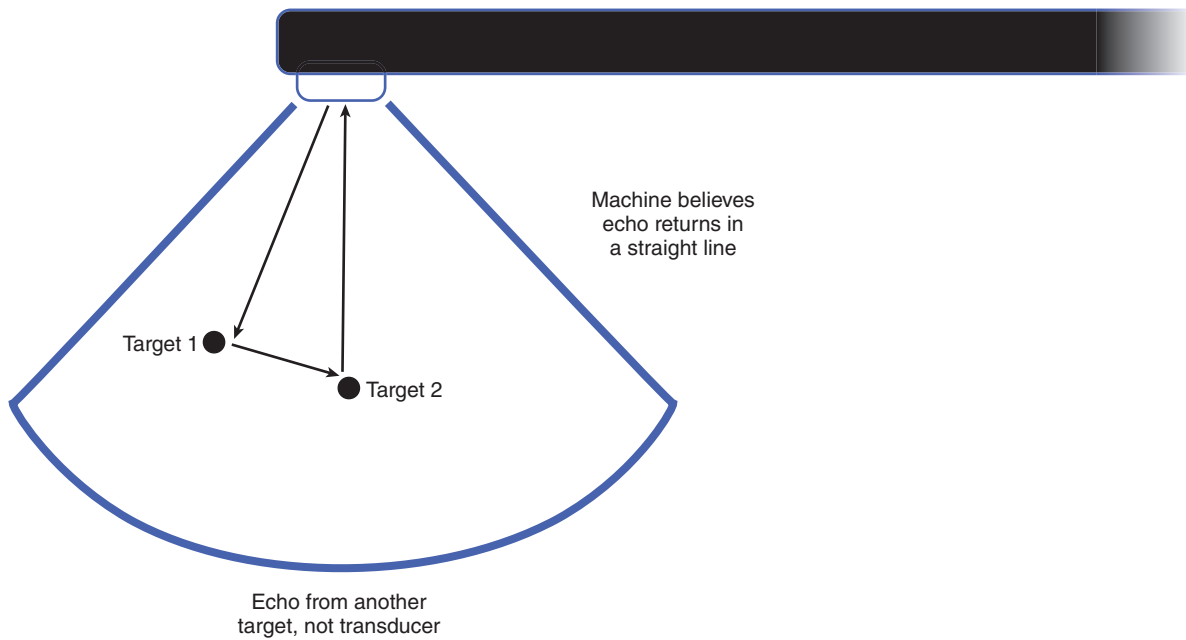 Machine believes
echo returns in
a straight line
Target 1
Target 2
Echo from another
target, not transducer